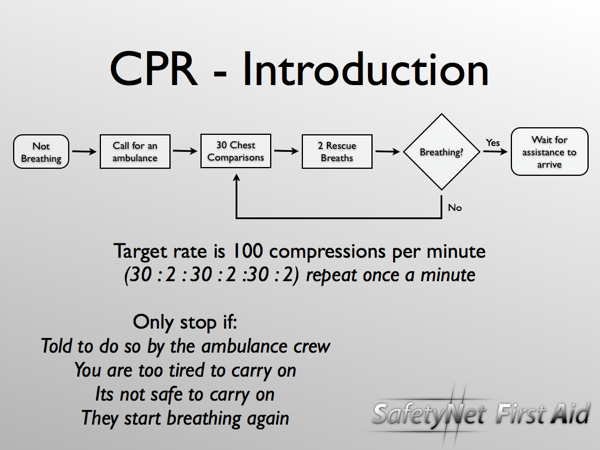 CPR - Introduction
Not
Breathing
Call for an
ambulance
30 Chest
Comparisons
2 Rescue
Breaths
Breathing?
Yes
Wait for
assistance to
arrive
No
Target rate is 100 compressions per minute
(30 : 2 : 30 : 2 :30 : 2) repeat once a minute
Only stop if:
Told to do so by the ambulance crew
You are too tired to carry on
Its not safe to carry on
They start breathing again
SafetyNet First Aid